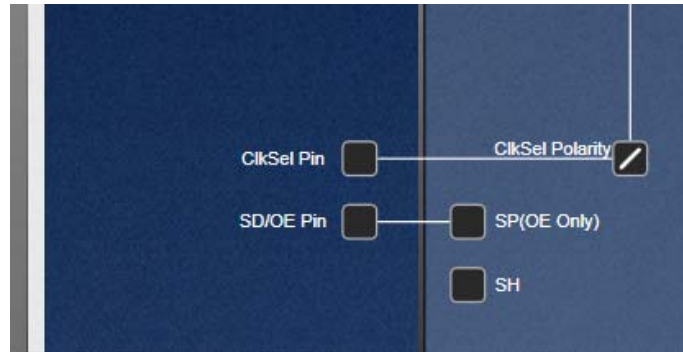 ClkSel Pin
ClkSel Polarity
SD/OE Pin
SP(OE Only)
SH